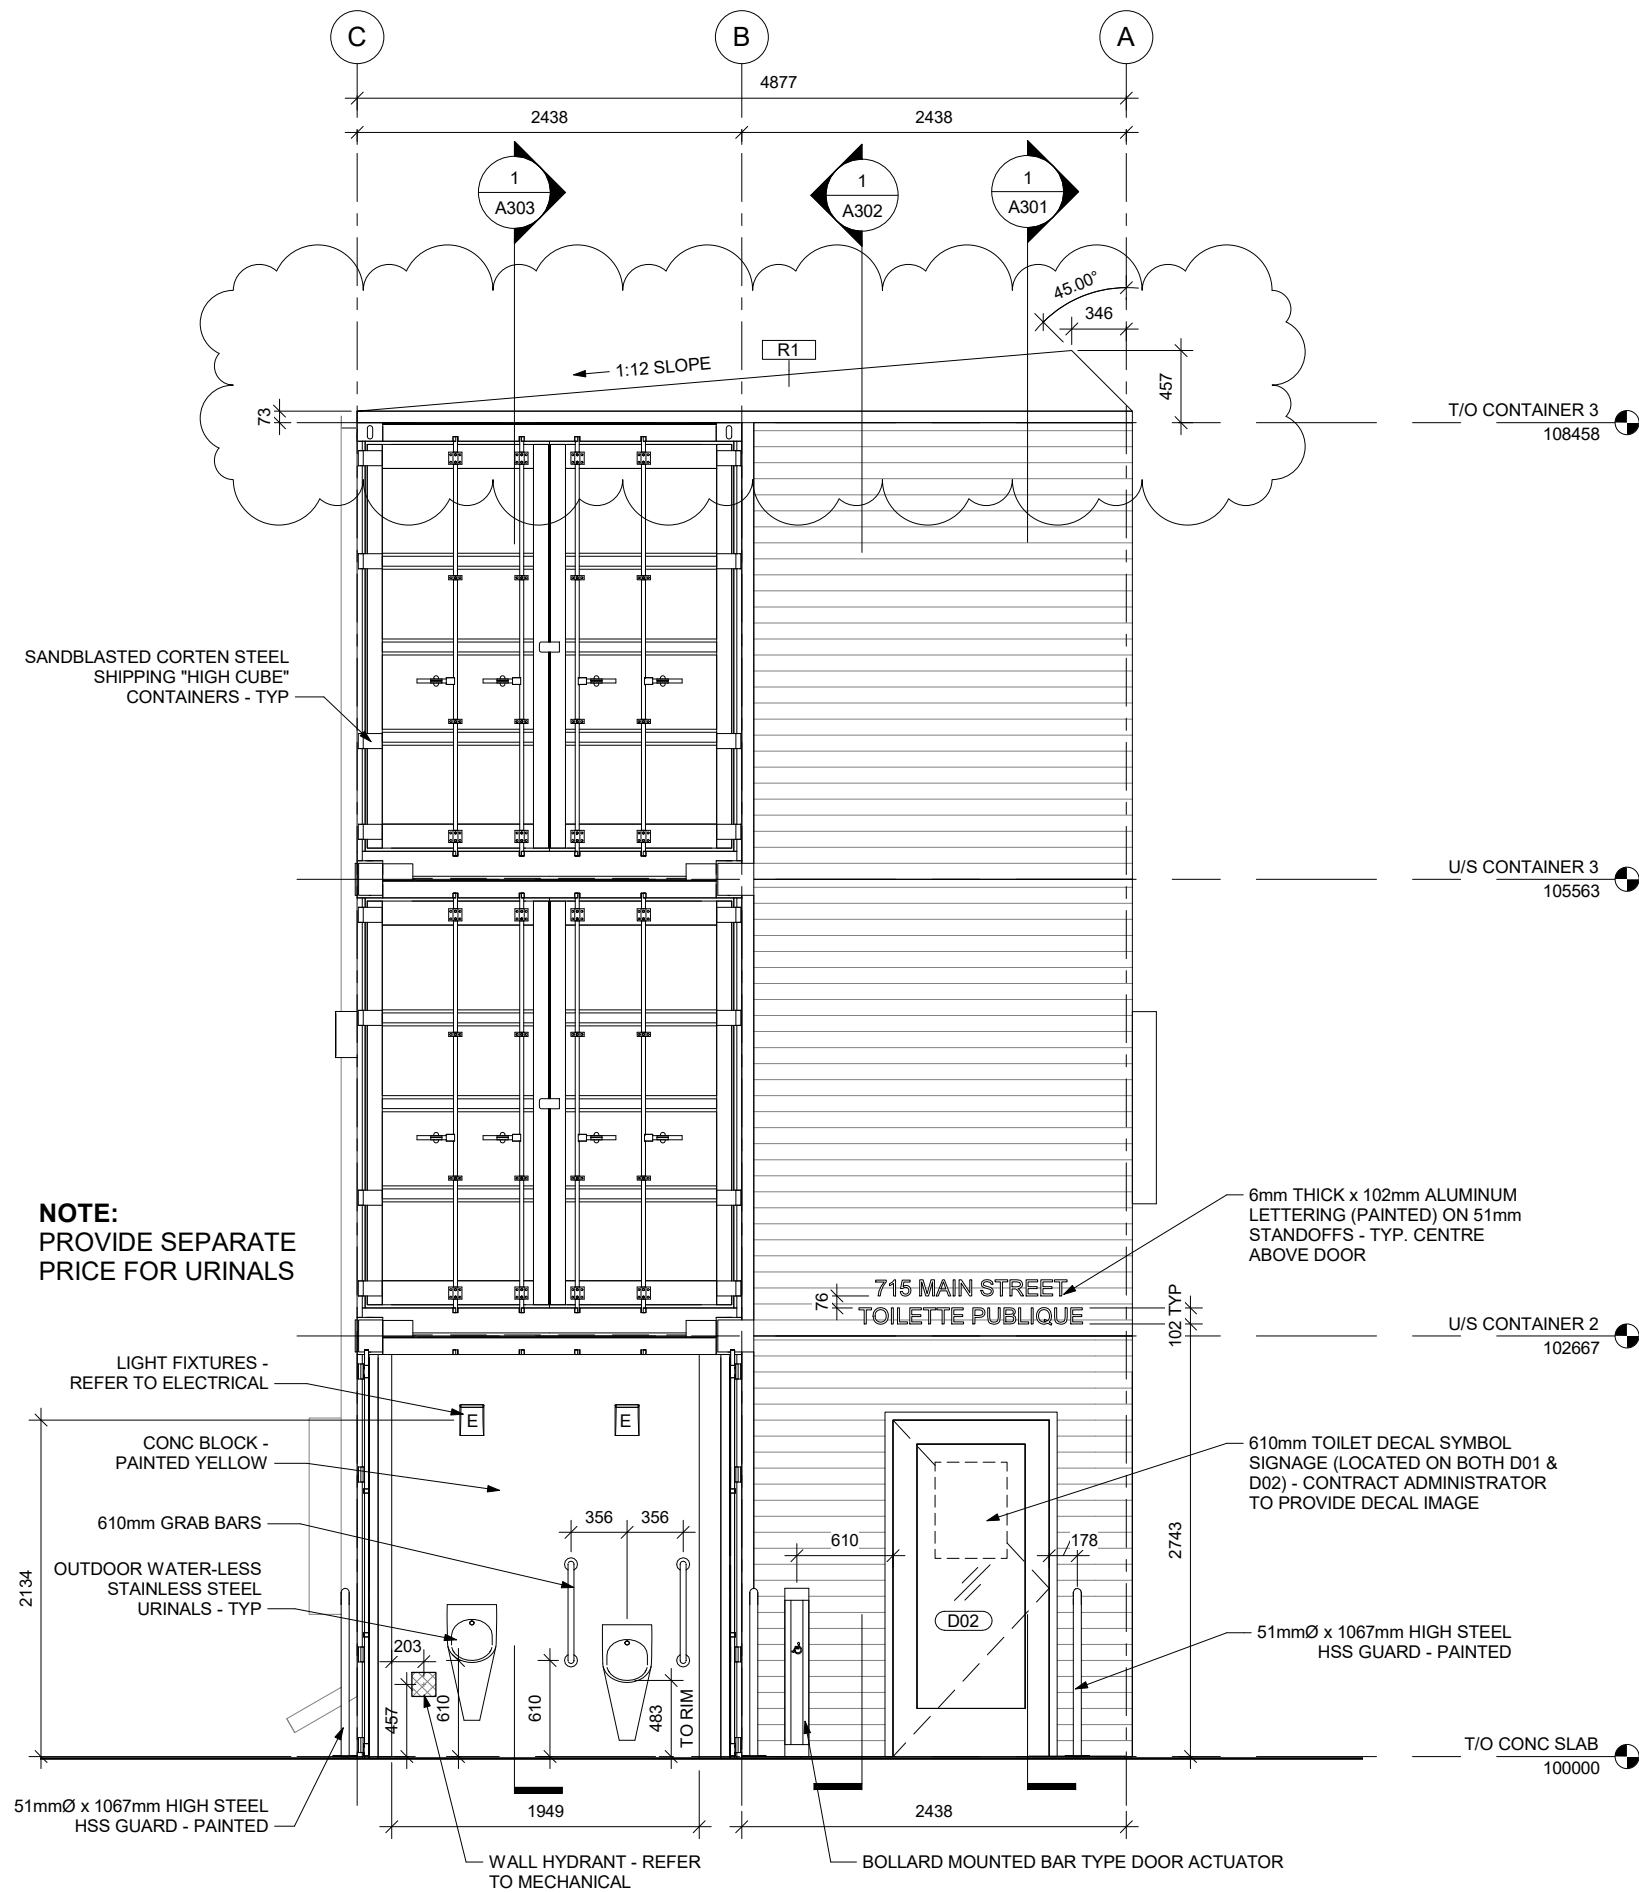 C
B
A
4877
2438
2438
1
A303
1
A302
1
A301
45.00°
346
R1
1:12 SLOPE
457
73
T/O CONTAINER 3
108458
SANDBLASTED CORTEN STEEL
SHIPPING "HIGH CUBE"
CONTAINERS - TYP
U/S CONTAINER 3
105563
NOTE:
PROVIDE SEPARATE
PRICE FOR URINALS
6mm THICK x 102mm ALUMINUM
LETTERING (PAINTED) ON 51mm
STANDOFFS - TYP. CENTRE
ABOVE DOOR
715 MAIN STREET
TOILETTE PUBLIQUE
76
102 TYP
U/S CONTAINER 2
102667
LIGHT FIXTURES -
REFER TO ELECTRICAL
E
E
CONC BLOCK -
PAINTED YELLOW
610mm TOILET DECAL SYMBOL
SIGNAGE (LOCATED ON BOTH D01 &
D02) - CONTRACT ADMINISTRATOR
TO PROVIDE DECAL IMAGE
610mm GRAB BARS
356
356
610
178
2743
2134
OUTDOOR WATER-LESS
STAINLESS STEEL
URINALS - TYP
D02
51mmØ x 1067mm HIGH STEEL
HSS GUARD - PAINTED
203
457
610
610
483
TO RIM
T/O CONC SLAB
100000
51mmØ x 1067mm HIGH STEEL
HSS GUARD - PAINTED
1949
2438
WALL HYDRANT - REFER
TO MECHANICAL
BOLLARD MOUNTED BAR TYPE DOOR ACTUATOR